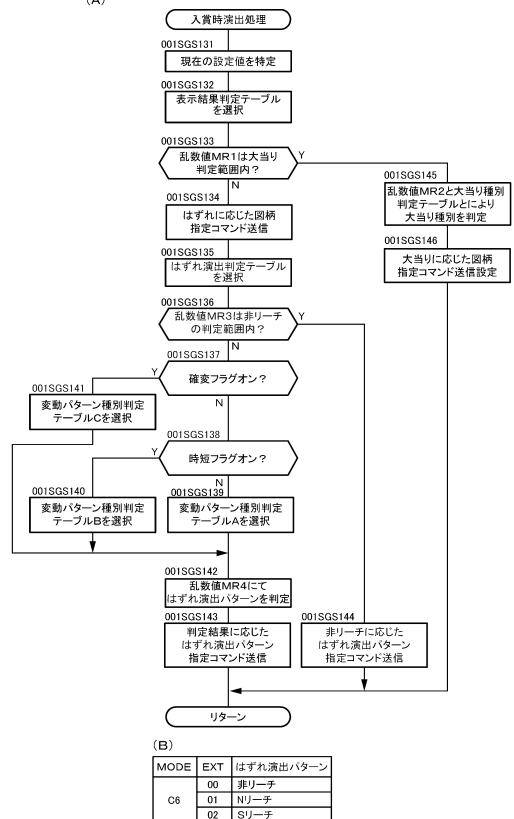 (A)
入賞時演出処理
001SGS131
現在の設定値を特定
001SGS132
表示結果判定テーブル
を選択
001SGS133
乱数値MR1は大当り
判定範囲内?
Y
N
001SGS134
はずれに応じた図柄
指定コマンド送信
001SGS145
乱数値MR2と大当り種別
判定テーブルとにより
大当り種別を判定
001SGS146
大当りに応じた図柄
指定コマンド送信設定
001SGS135
はずれ演出判定テーブル
を選択
001SGS136
乱数値MR3は非リーチ
の判定範囲内?
Y
N
001SGS137
確変フラグオン?
Y
N
001SGS141
変動パターン種別判定
テーブルCを選択
001SGS138
時短フラグオン?
Y
N
001SGS140
変動パターン種別判定
テーブルBを選択
001SGS139
変動パターン種別判定
テーブルAを選択
001SGS142
乱数値MR4にて
はずれ演出パターンを判定
001SGS143
判定結果に応じた
はずれ演出パターン
指定コマンド送信
001SGS144
非リーチに応じた
はずれ演出パターン
指定コマンド送信
リターン
(B)
MODE EXT はずれ演出パターン
C6 00 非リーチ
01 Nリーチ
02 Sリーチ